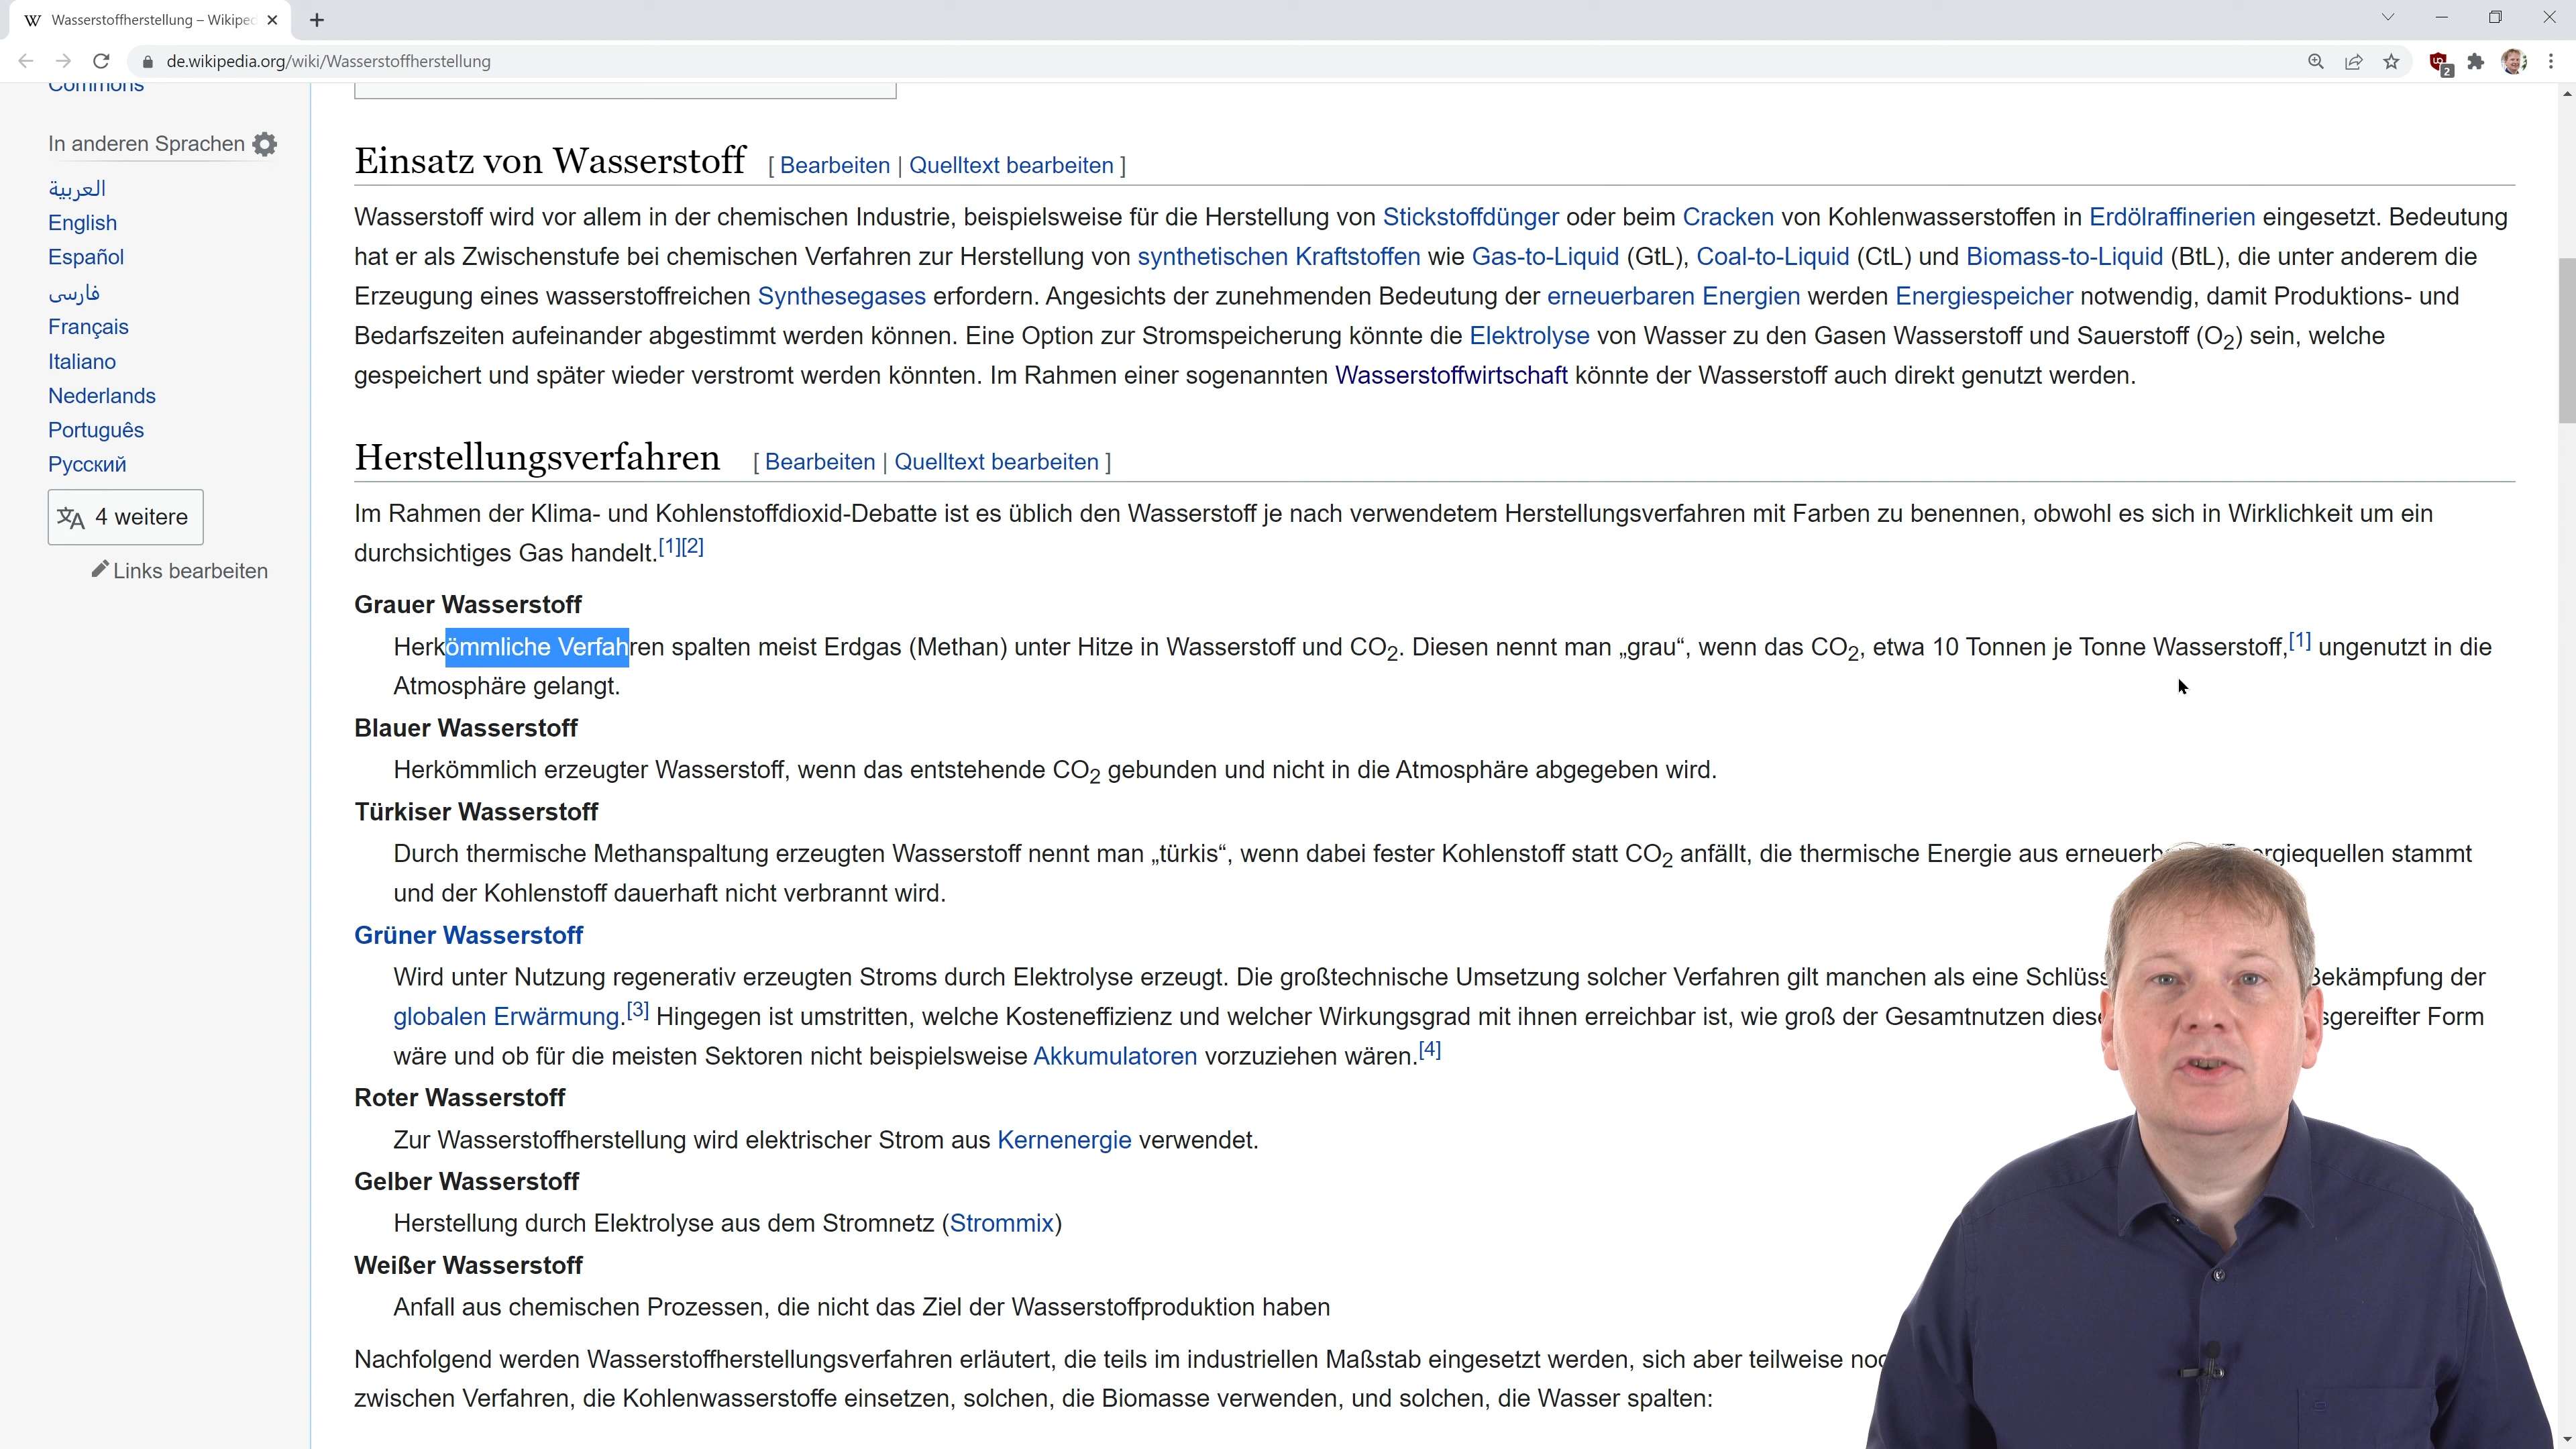 Wasserstoffherstellung – Wikiped
de.wikipedia.org/wiki/Wasserstoffherstellung
2
Commons
In anderen Sprachen
العربية
English
Español
فارسی
Français
Italiano
Nederlands
Português
Русский
4 weitere
Links bearbeiten
Einsatz von Wasserstoff [ Bearbeiten | Quelltext bearbeiten ]
Wasserstoff wird vor allem in der chemischen Industrie, beispielsweise für die Herstellung von Stickstoffdünger oder beim Cracken von Kohlenwasserstoffen in Erdölraffinerien eingesetzt. Bedeutung
hat er als Zwischenstufe bei chemischen Verfahren zur Herstellung von synthetischen Kraftstoffen wie Gas-to-Liquid (GtL), Coal-to-Liquid (CtL) und Biomass-to-Liquid (BtL), die unter anderem die
Erzeugung eines wasserstoffreichen Synthesegases erfordern. Angesichts der zunehmenden Bedeutung der erneuerbaren Energien werden Energiespeicher notwendig, damit Produktions- und
Bedarfszeiten aufeinander abgestimmt werden können. Eine Option zur Stromspeicherung könnte die Elektrolyse von Wasser zu den Gasen Wasserstoff und Sauerstoff (O₂) sein, welche
gespeichert und später wieder verstromt werden könnten. Im Rahmen einer sogenannten Wasserstoffwirtschaft könnte der Wasserstoff auch direkt genutzt werden.
Herstellungsverfahren [ Bearbeiten | Quelltext bearbeiten ]
Im Rahmen der Klima- und Kohlenstoffdioxid-Debatte ist es üblich den Wasserstoff je nach verwendetem Herstellungsverfahren mit Farben zu benennen, obwohl es sich in Wirklichkeit um ein
durchsichtiges Gas handelt.[1][2]
Grauer Wasserstoff
Herkömmliche Verfahren spalten meist Erdgas (Methan) unter Hitze in Wasserstoff und CO₂. Diesen nennt man „grau“, wenn das CO₂, etwa 10 Tonnen je Tonne Wasserstoff,[1] ungenutzt in die
Atmosphäre gelangt.
Blauer Wasserstoff
Herkömmlich erzeugter Wasserstoff, wenn das entstehende CO₂ gebunden und nicht in die Atmosphäre abgegeben wird.
Türkiser Wasserstoff
Durch thermische Methanspaltung erzeugten Wasserstoff nennt man „türkis“, wenn dabei fester Kohlenstoff statt CO₂ anfällt, die thermische Energie aus stammt
und der Kohlenstoff dauerhaft nicht verbrannt wird.
Grüner Wasserstoff
Wird unter Nutzung regenerativ erzeugten Stroms durch Elektrolyse erzeugt. Die großtechnische Umsetzung solcher Verfahren gilt manchen als eine Bekämpfung der
globalen Erwärmung.[3] Hingegen ist umstritten, welche Kosteneffizienz und welcher Wirkungsgrad mit ihnen erreichbar ist, wie groß der Gesamtnutzen Form
wäre und ob für die meisten Sektoren nicht beispielsweise Akkumulatoren vorzuziehen wären.[4]
Roter Wasserstoff
Zur Wasserstoffherstellung wird elektrischer Strom aus Kernenergie verwendet.
Gelber Wasserstoff
Herstellung durch Elektrolyse aus dem Stromnetz (Strommix)
Weißer Wasserstoff
Anfall aus chemischen Prozessen, die nicht das Ziel der Wasserstoffproduktion haben
Nachfolgend werden Wasserstoffherstellungsverfahren erläutert, die teils im industriellen Maßstab eingesetzt werden, sich aber teilweise
zwischen Verfahren, die Kohlenwasserstoffe einsetzen, solchen, die Biomasse verwenden, und solchen, die Wasser spalten: